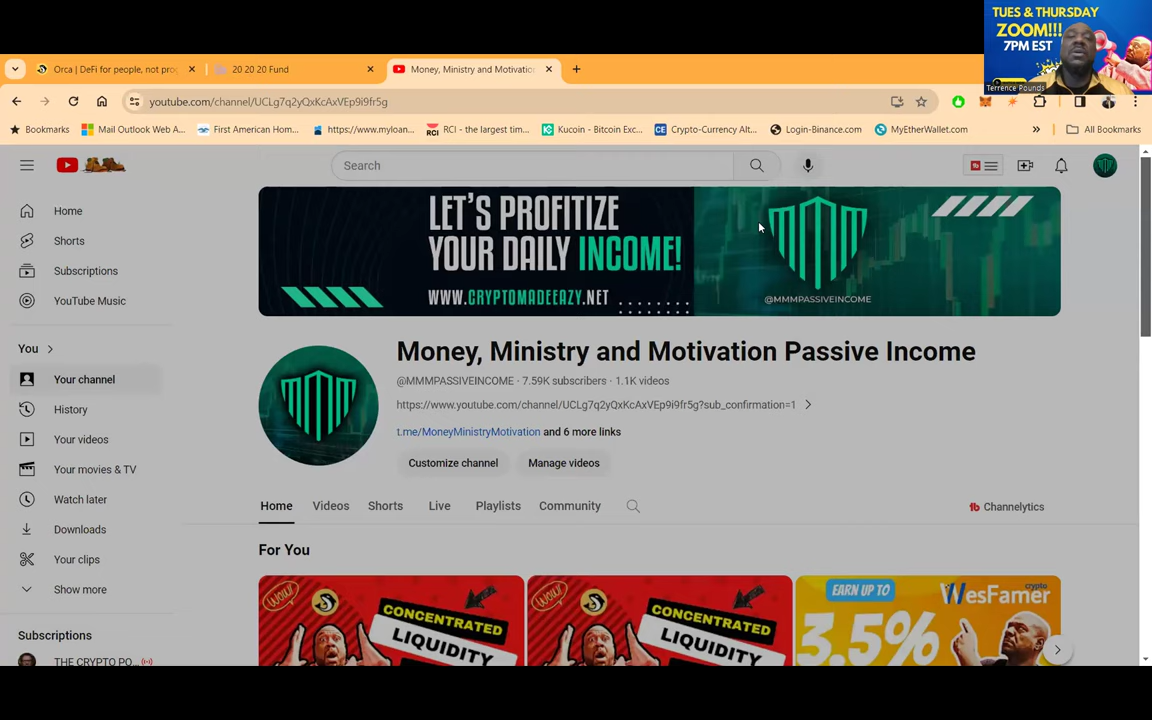 TUES & THURSDAY
ZOOM!!!
7PM EST
Terrence Pounds
Orca | DeFi for people, not pro
20 20 20 Fund
Money, Ministry and Motivation
youtube.com/channel/UCLg7q2yQxKcAxVEp9i9fr5g
Bookmarks
Mail Outlook Web A...
First American Hom...
https://www.myloan...
RCI - the largest tim...
Kucoin - Bitcoin Exc...
Crypto-Currency Alt...
Login-Binance.com
MyEtherWallet.com
All Bookmarks
Search
Home
Shorts
Subscriptions
YouTube Music
You
Your channel
History
Your videos
Your movies & TV
Watch later
Downloads
Your clips
Show more
Subscriptions
THE CRYPTO PO...
LET'S PROFITIZE
YOUR DAILY INCOME!
WWW.CRYPTOMADEEAZY.NET
@MMMPASSIVEINCOME
Money, Ministry and Motivation Passive Income
@MMMPASSIVEINCOME · 7.59K subscribers · 1.1K videos
https://www.youtube.com/channel/UCLg7q2yQxKcAxVEp9i9fr5g?sub_confirmation=1
t.me/MoneyMinistryMotivation and 6 more links
Customize channel
Manage videos
Home
Videos
Shorts
Live
Playlists
Community
Channelytics
For You
WOW!
CONCENTRATED
LIQUIDITY
WOW!
CONCENTRATED
LIQUIDITY
EARN UP TO
3.5%
crypto
WesFamer